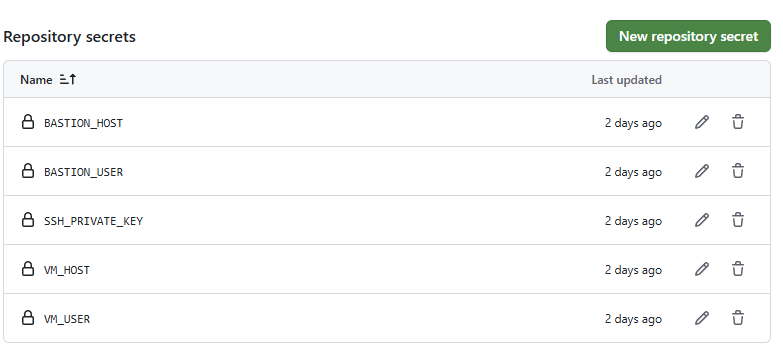 Repository secrets
New repository secret
Name
Last updated
BASTION_HOST
2 days ago
BASTION_USER
2 days ago
SSH_PRIVATE_KEY
2 days ago
VM_HOST
2 days ago
VM_USER
2 days ago